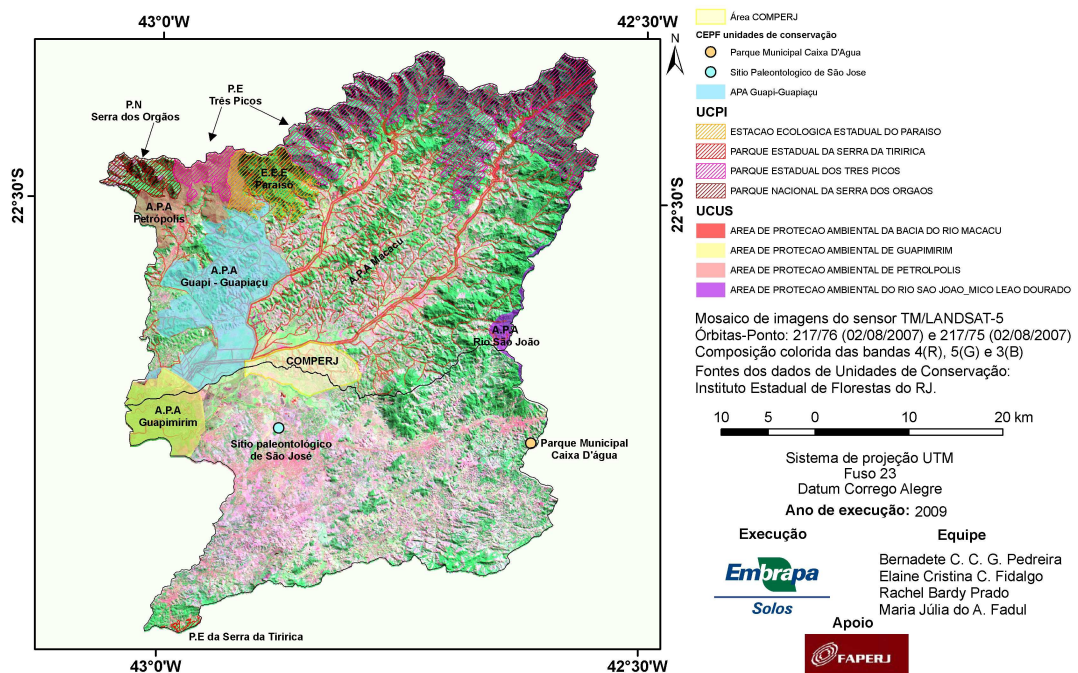 43°0'W
42°30'W
N
22°30'S
22°30'S
P.N
Serra dos Orgãos
P.E
Três Picos
E.E.E
Paraiso
A.P.A
Petrópolis
A.P.A
Guapi - Guapiaçu
A.P.A Macacu
A.P.A
Rio São João
COMPERJ
A.P.A
Guapimirim
Sitio paleontológico
de São José
Parque Municipal
Caixa D'água
P.E da Serra da Tiririca
43°0'W
42°30'W
Área COMPERJ
CEPF unidades de conservação
Parque Municipal Caixa D'Agua
Sitio Paleontologico de Sao Jose
APA Guapi-Guapiaçu
UCPI
ESTACAO ECOLOGICA ESTADUAL DO PARAISO
PARQUE ESTADUAL DA SERRA DA TIRIRICA
PARQUE ESTADUAL DOS TRES PICOS
PARQUE NACIONAL DA SERRA DOS ORGAOS
UCUS
AREA DE PROTECAO AMBIENTAL DA BACIA DO RIO MACACU
AREA DE PROTECAO AMBIENTAL DE GUAPIMIRIM
AREA DE PROTECAO AMBIENTAL DE PETROLPOLIS
AREA DE PROTECAO AMBIENTAL DO RIO SAO JOAO_MICO LEAO DOURADO
Mosaico de imagens do sensor TM/LANDSAT-5
Órbitas-Ponto: 217/76 (02/08/2007) e 217/75 (02/08/2007)
Composição colorida das bandas 4(R), 5(G) e 3(B)
Fontes dos dados de Unidades de Conservação:
Instituto Estadual de Florestas do RJ.
10 5 0 10 20 km
Sistema de projeção UTM
Fuso 23
Datum Corrego Alegre
Ano de execução: 2009
Execução
Embrapa
Solos
Equipe
Bernadete C. C. G. Pedreira
Elaine Cristina C. Fidalgo
Rachel Bardy Prado
Maria Júlia do A. Fadul
Apoio
FAPERJ